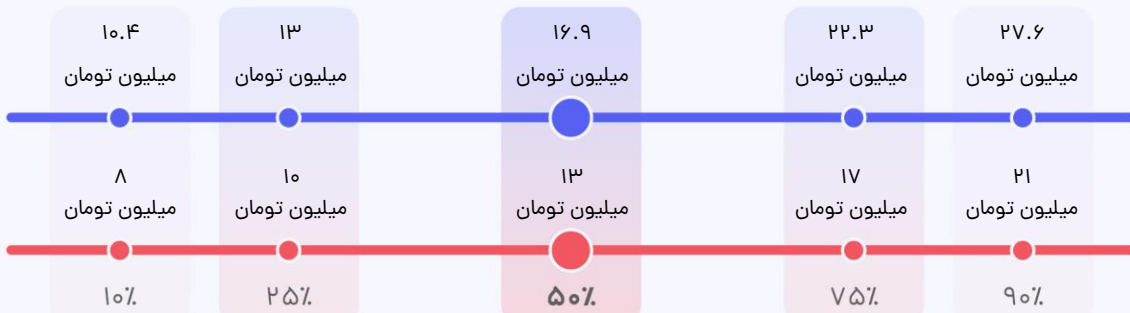 ۱۰.۴ ۱۳ ۱۶.۹ ۲۲.۳ ۲۷.۶
میلیون تومان میلیون تومان میلیون تومان میلیون تومان میلیون تومان
۸ ۱۰ ۱۳ ۱۷ ۲۱
میلیون تومان میلیون تومان میلیون تومان میلیون تومان میلیون تومان
۱۰٪ ۲۵٪ ۵۰٪ ۷۵٪ ۹۰٪